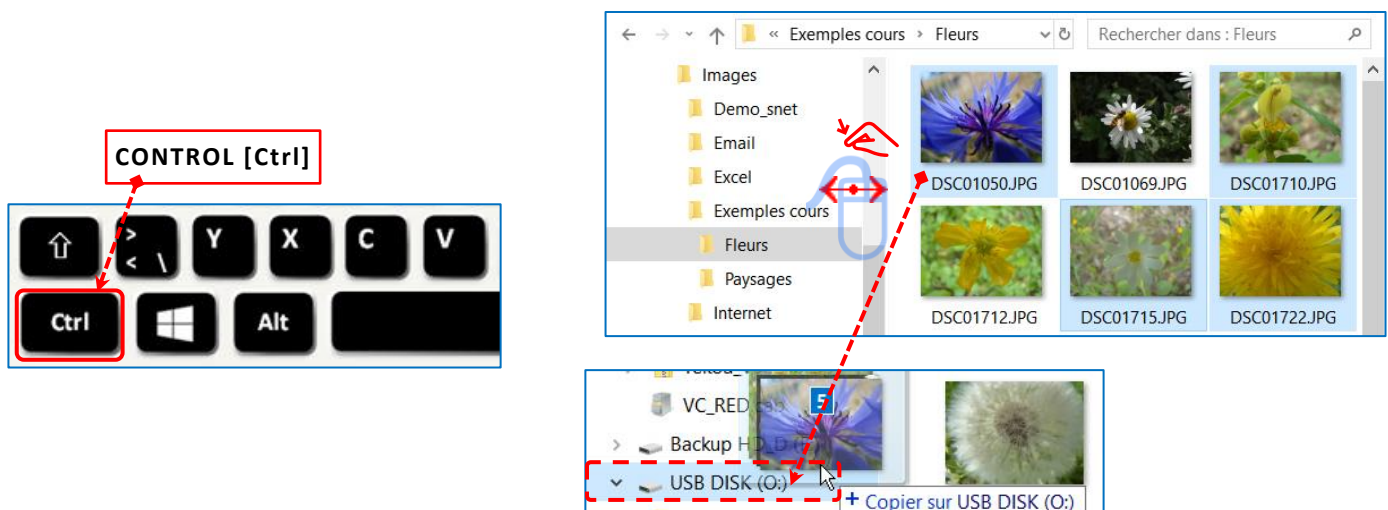 « Exemples cours › Fleurs
Rechercher dans : Fleurs
Images
Demo_snet
Email
Excel
Exemples cours
Fleurs
Paysages
Internet
DSC01050.JPG
DSC01069.JPG
DSC01710.JPG
DSC01712.JPG
DSC01715.JPG
DSC01722.JPG
CONTROL [Ctrl]
> Y X C V
< \
Ctrl Alt
VC_RED
5
Backup HD_D
USB DISK (O:)
+ Copier sur USB DISK (O:)